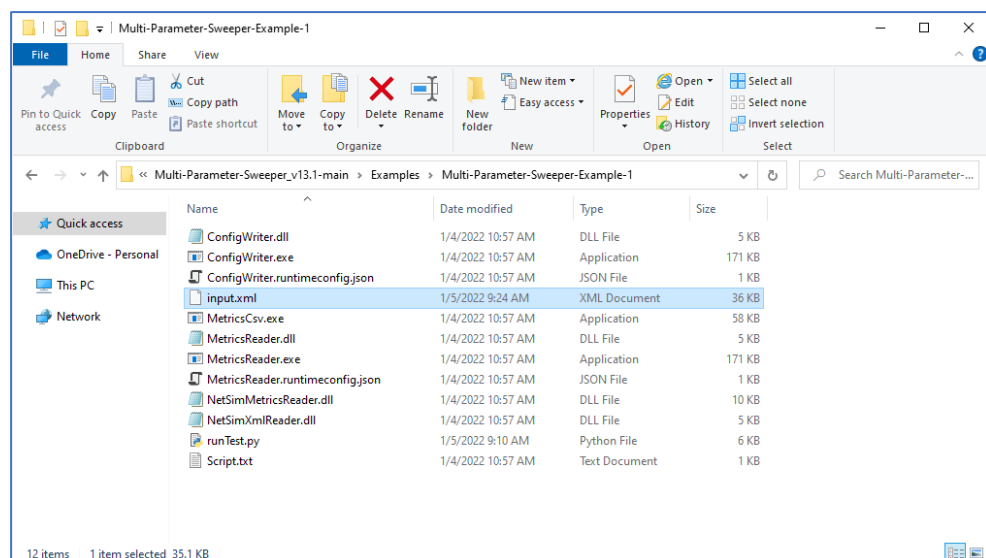 Multi-Parameter-Sweeper-Example-1
File Home Share View
Pin to Quick access
Copy
Paste
Cut
Copy path
Paste shortcut
Move to
Copy to
Delete
Rename
New folder
New item
Easy access
Properties
Open
Edit
History
Select all
Select none
Invert selection
Clipboard Organize New Open Select
« Multi-Parameter-Sweeper_v13.1-main > Examples > Multi-Parameter-Sweeper-Example-1
Search Multi-Parameter-...
Quick access
OneDrive - Personal
This PC
Network
Name Date modified Type Size
ConfigWriter.dll 1/4/2022 10:57 AM DLL File 5 KB
ConfigWriter.exe 1/4/2022 10:57 AM Application 171 KB
ConfigWriter.runtimeconfig.json 1/4/2022 10:57 AM JSON File 1 KB
input.xml 1/5/2022 9:24 AM XML Document 36 KB
MetricsCsv.exe 1/4/2022 10:57 AM Application 58 KB
MetricsReader.dll 1/4/2022 10:57 AM DLL File 5 KB
MetricsReader.exe 1/4/2022 10:57 AM Application 171 KB
MetricsReader.runtimeconfig.json 1/4/2022 10:57 AM JSON File 1 KB
NetSimMetricsReader.dll 1/4/2022 10:57 AM DLL File 10 KB
NetSimXmlReader.dll 1/4/2022 10:57 AM DLL File 5 KB
runTest.py 1/5/2022 9:10 AM Python File 6 KB
Script.txt 1/4/2022 10:57 AM Text Document 1 KB
12 items 1 item selected 35.1 KB